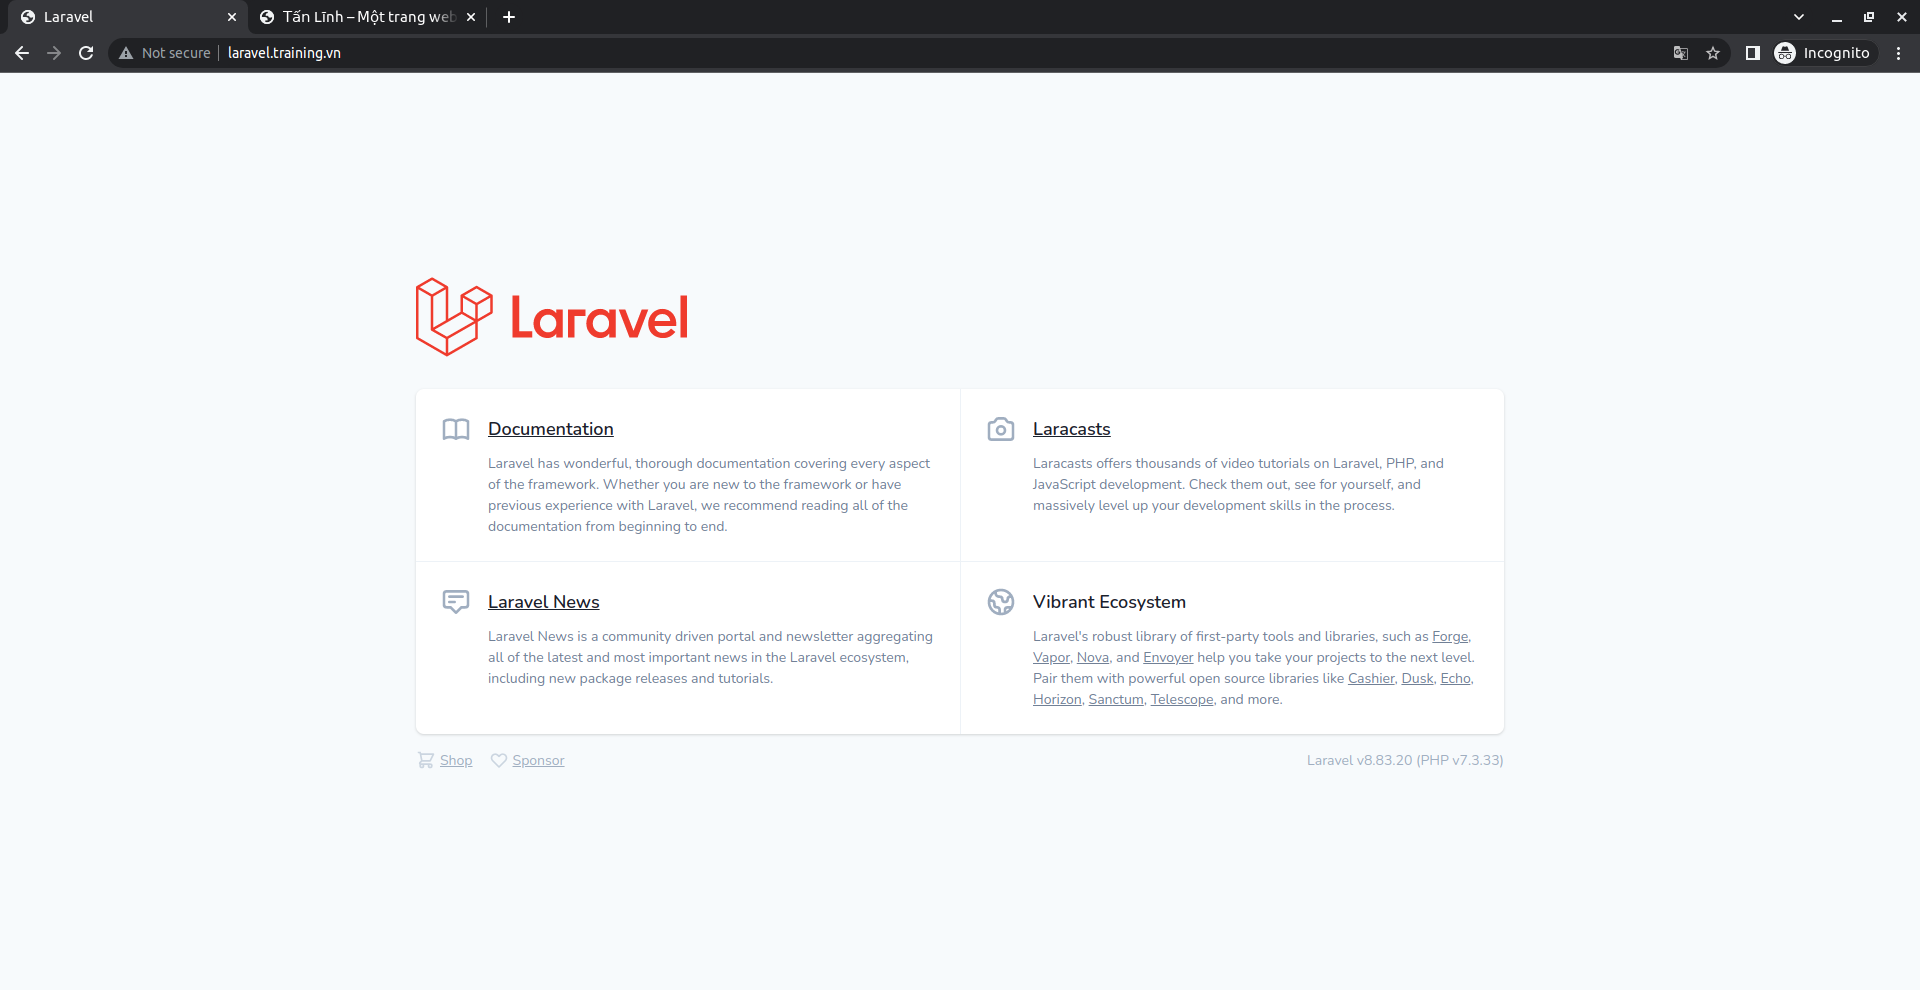 Laravel
Tấn Lĩnh – Một trang web
Not secure
laravel.training.vn
Incognito
Laravel
Documentation
Laravel has wonderful, thorough documentation covering every aspect
of the framework. Whether you are new to the framework or have
previous experience with Laravel, we recommend reading all of the
documentation from beginning to end.
Laracasts
Laracasts offers thousands of video tutorials on Laravel, PHP, and
JavaScript development. Check them out, see for yourself, and
massively level up your development skills in the process.
Laravel News
Laravel News is a community driven portal and newsletter aggregating
all of the latest and most important news in the Laravel ecosystem,
including new package releases and tutorials.
Vibrant Ecosystem
Laravel's robust library of first-party tools and libraries, such as Forge,
Vapor, Nova, and Envoyer help you take your projects to the next level.
Pair them with powerful open source libraries like Cashier, Dusk, Echo,
Horizon, Sanctum, Telescope, and more.
Shop
Sponsor
Laravel v8.83.20 (PHP v7.3.33)